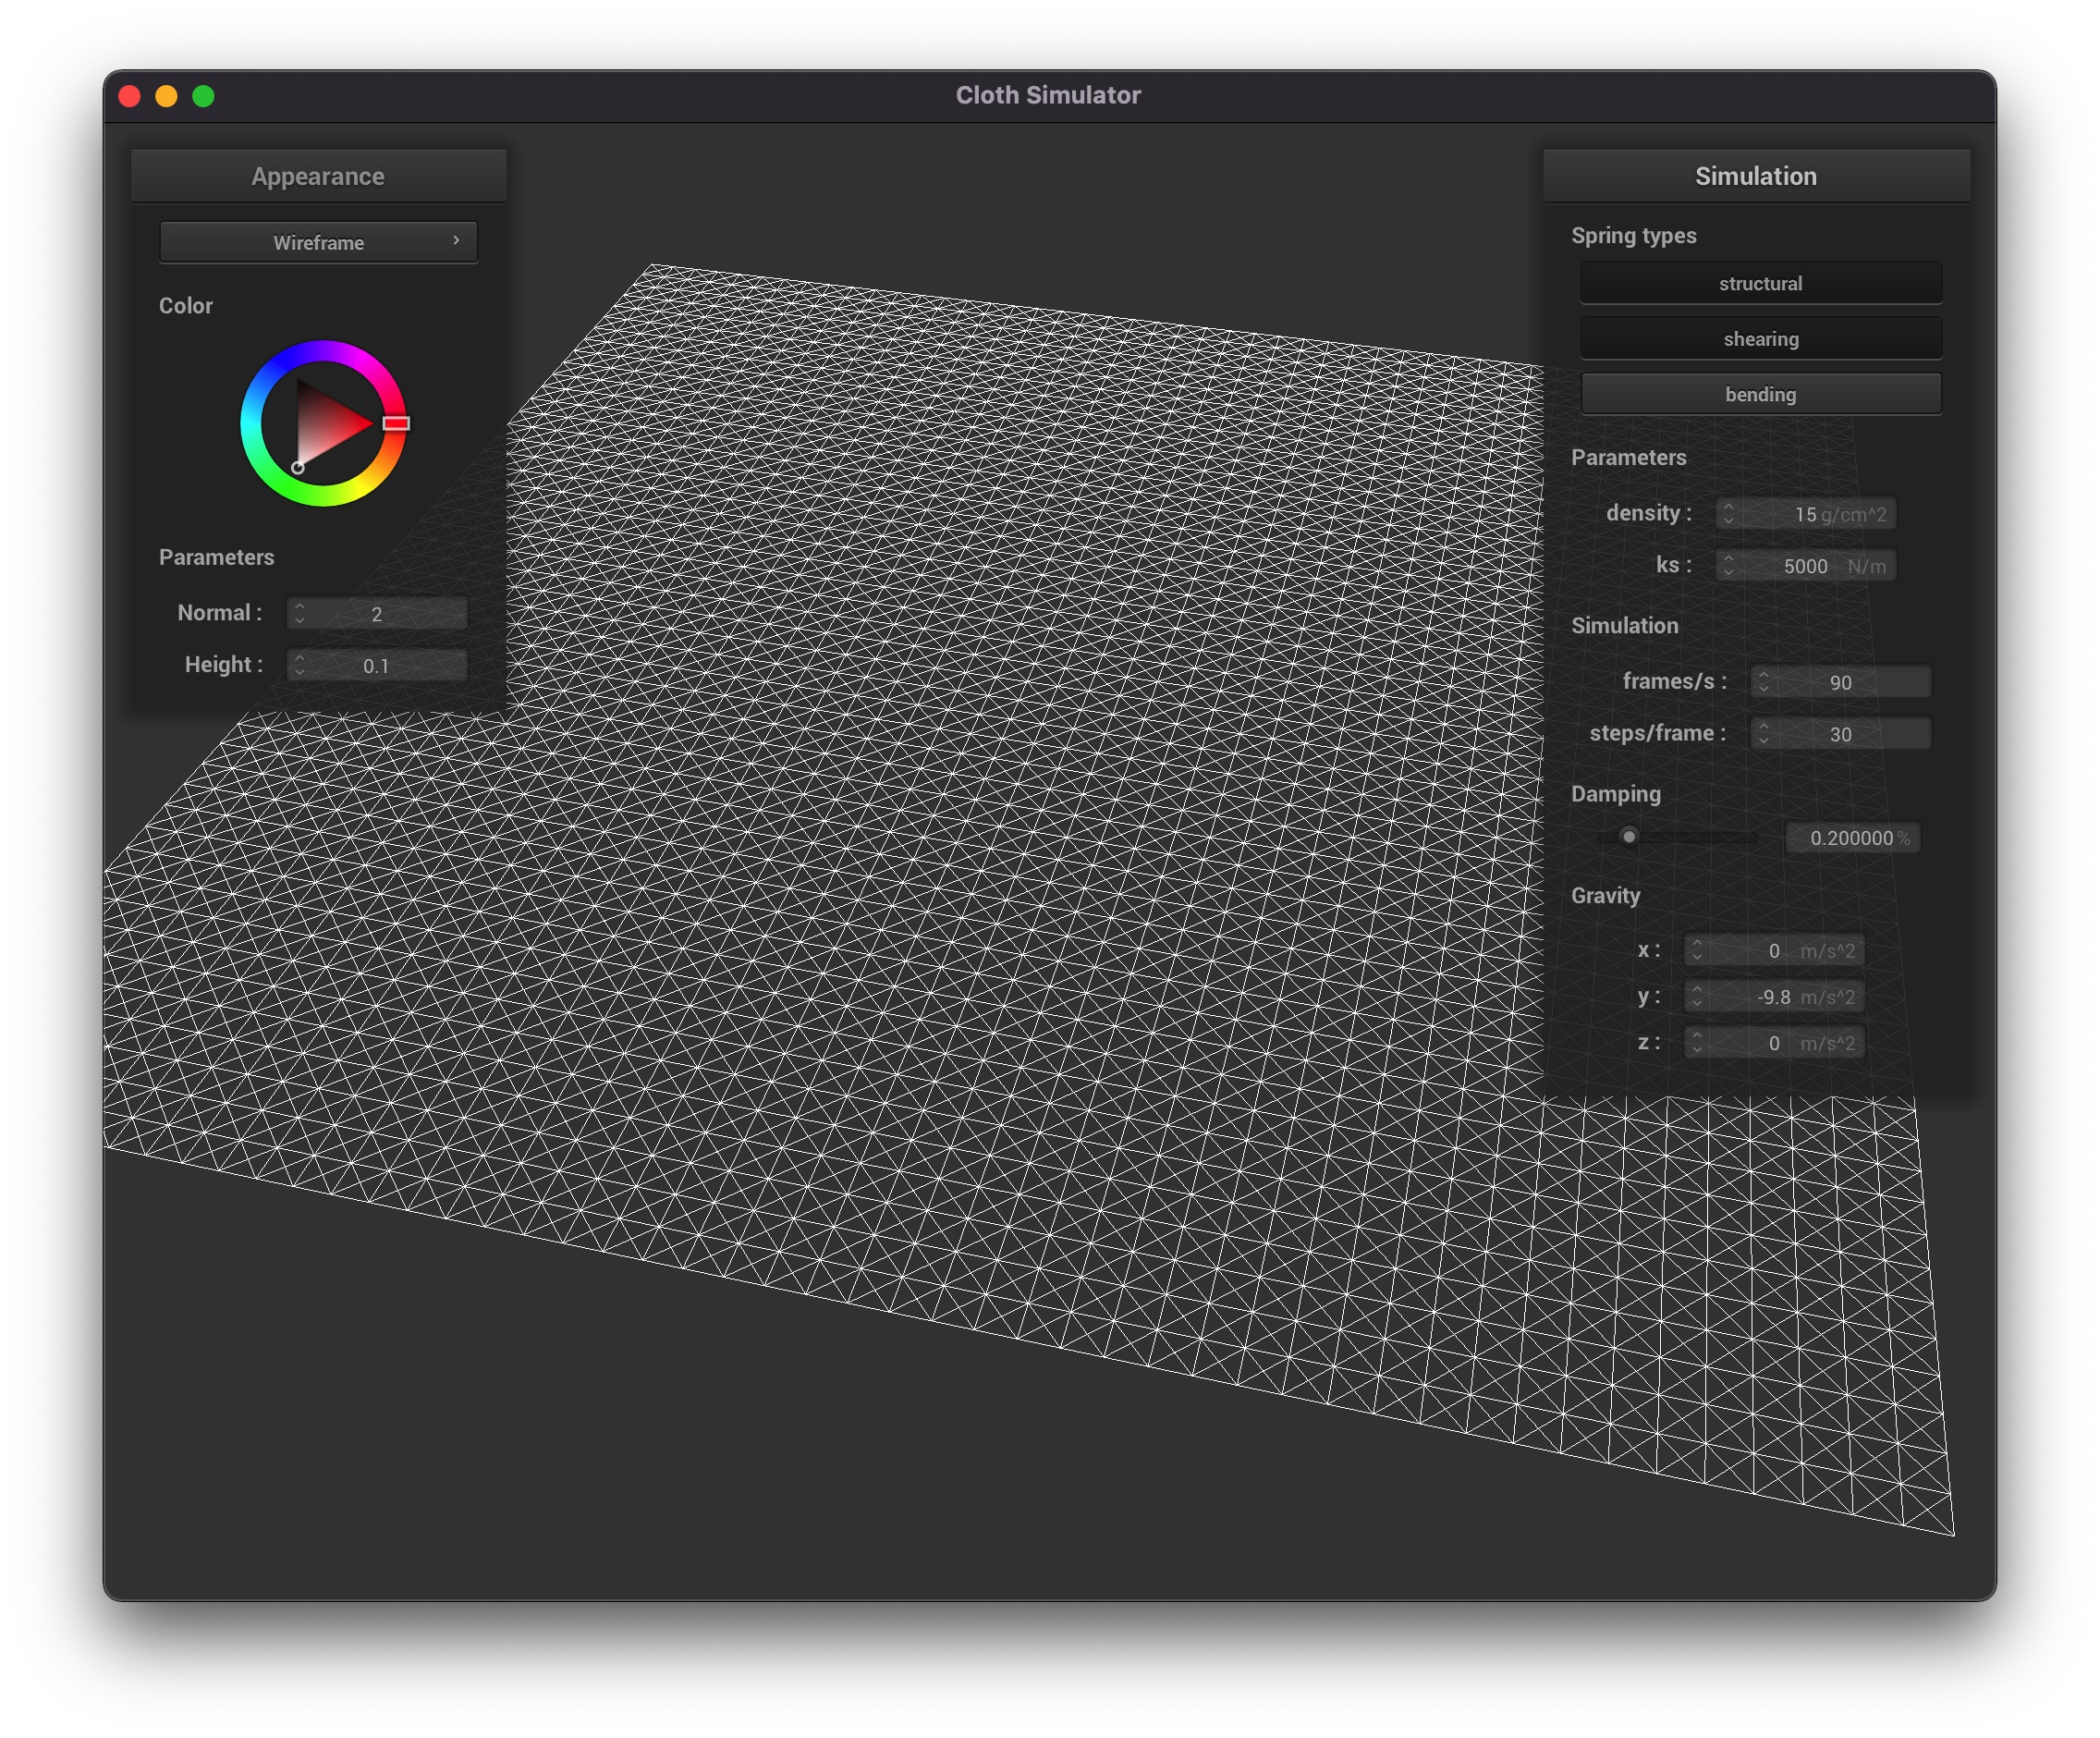 Cloth Simulator
Appearance
Wireframe
Color
Parameters
Normal : 2
Height : 0.1
Simulation
Spring types
structural
shearing
bending
Parameters
density : 15 g/cm^2
ks : 5000 N/m
Simulation
frames/s : 90
steps/frame : 30
Damping
0.200000 %
Gravity
x : 0 m/s^2
y : -9.8 m/s^2
z : 0 m/s^2